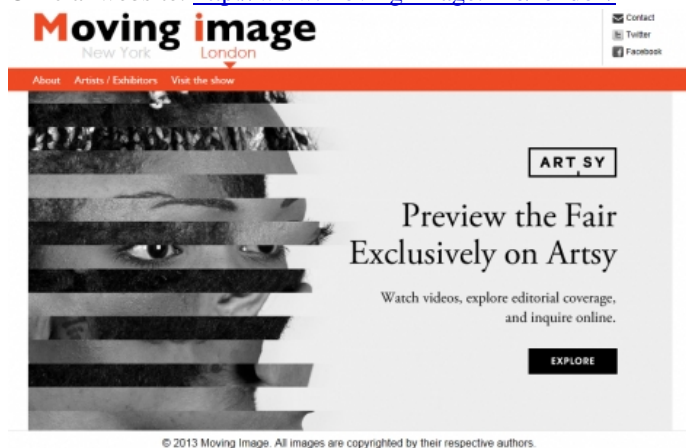 Moving image
New York London
Contact
Twitter
Facebook
About Artists / Exhibitors Visit the show
ARTSY
Preview the Fair
Exclusively on Artsy
Watch videos, explore editorial coverage,
and inquire online.
EXPLORE
© 2013 Moving Image. All images are copyrighted by their respective authors.